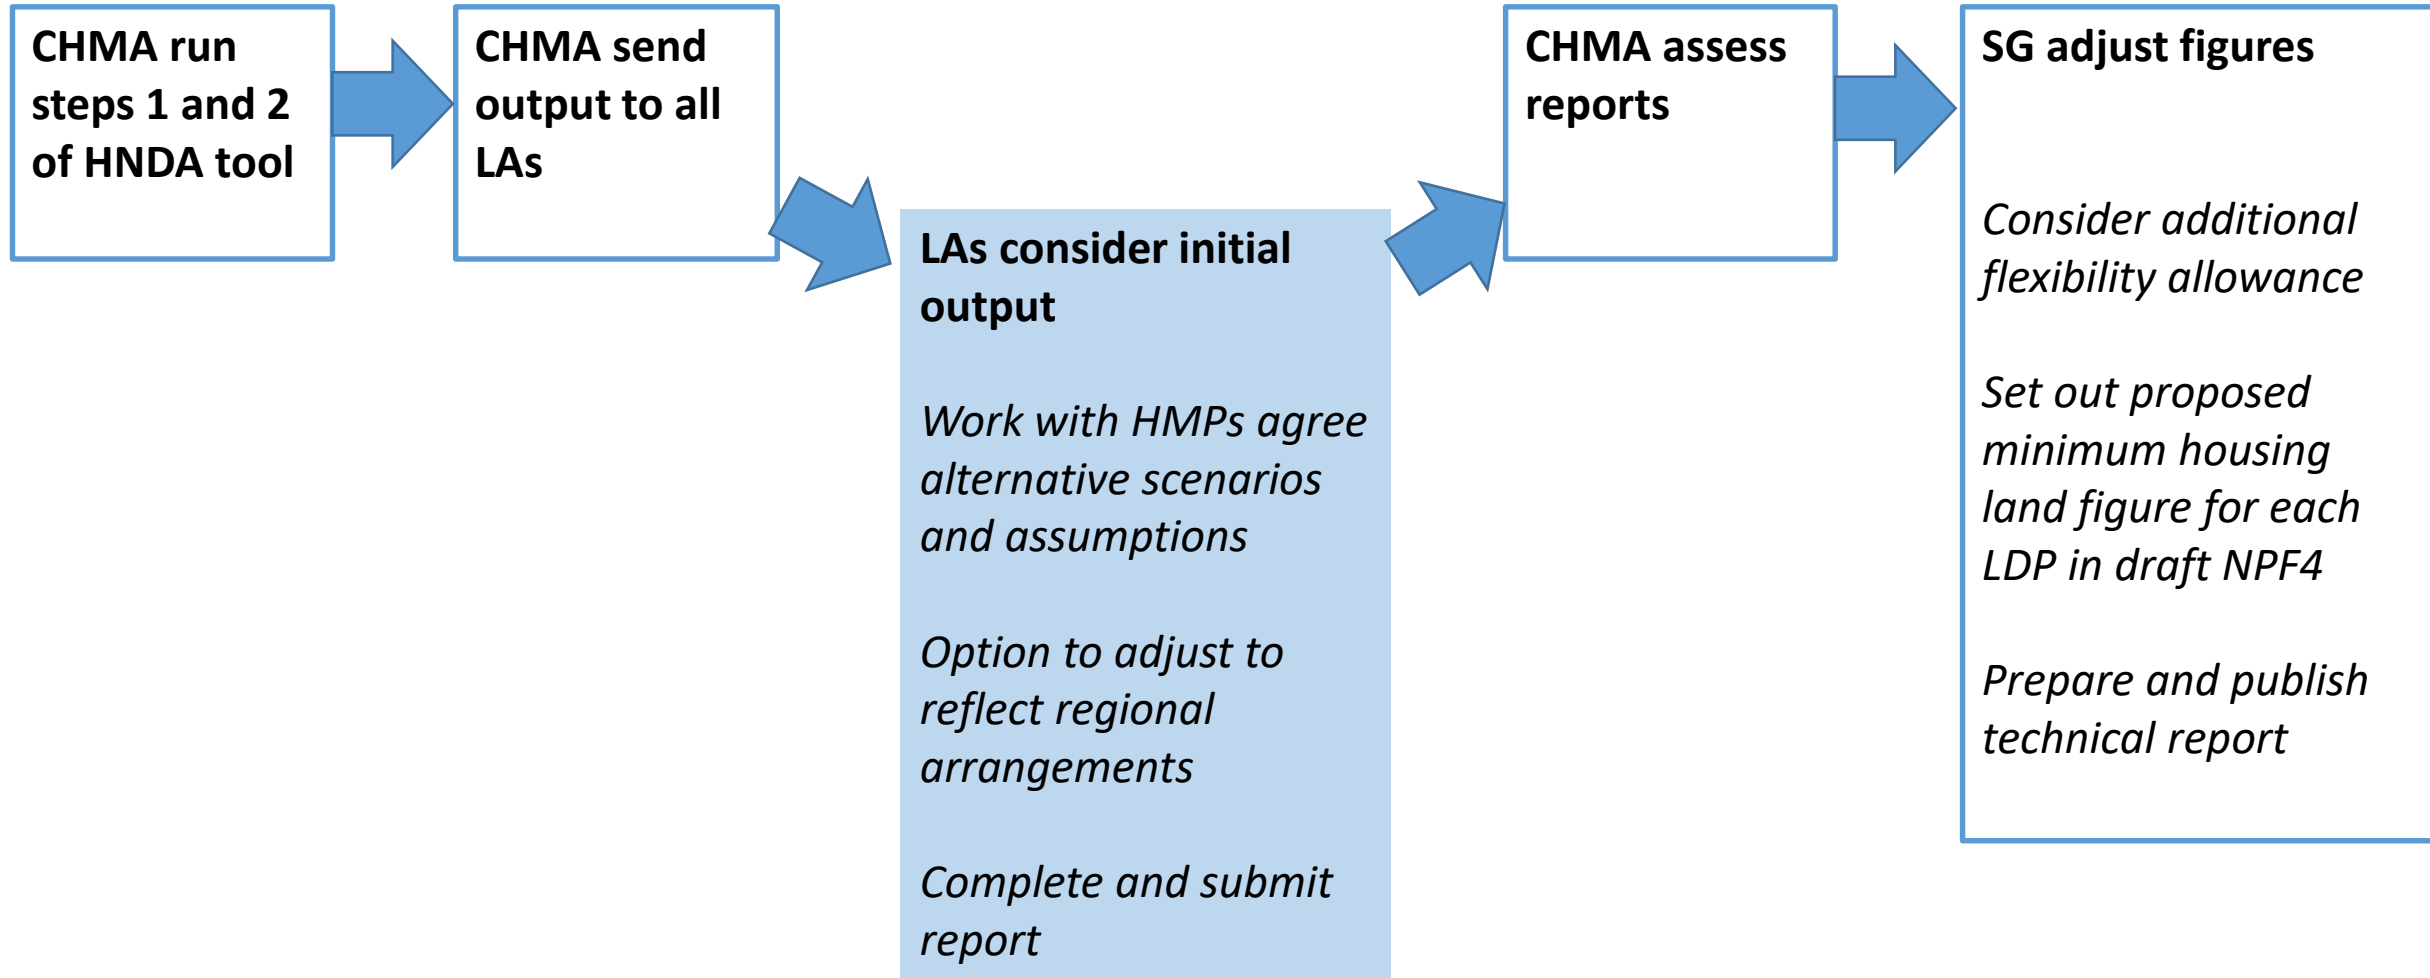 CHMA run
steps 1 and 2
of HNDA tool
CHMA send
output to all
LAs
LAs consider initial
output
Work with HMPs agree
alternative scenarios
and assumptions
Option to adjust to
reflect regional
arrangements
Complete and submit
report
CHMA assess
reports
SG adjust figures
Consider additional
flexibility allowance
Set out proposed
minimum housing
land figure for each
LDP in draft NPF4
Prepare and publish
technical report